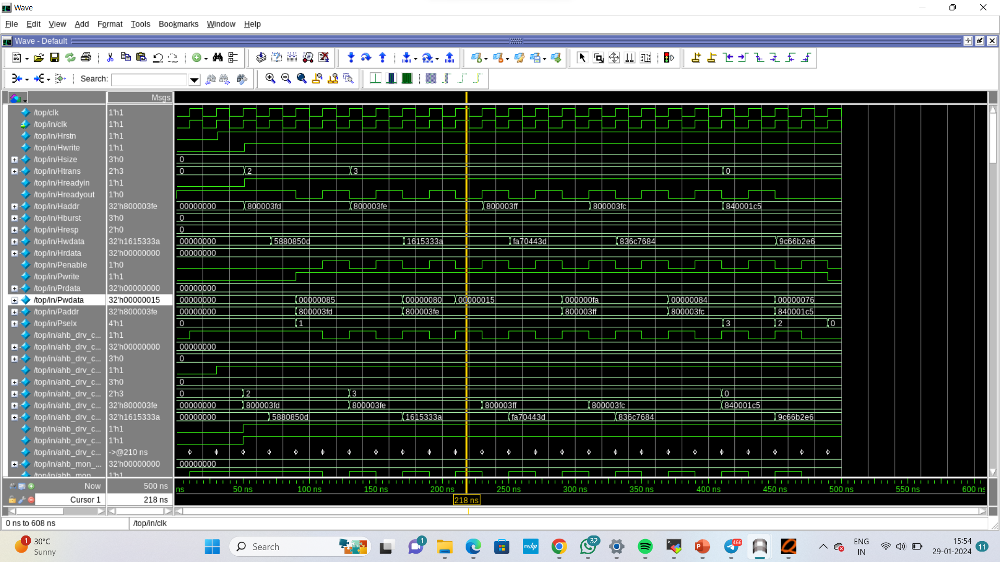 Wave
File Edit View Add Format Tools Bookmarks Window Help
Wave - Default
Search:
Msgs
/top/clk 1'h1
/top/in/clk 1'h1
/top/in/Hrstn 1'h1
/top/in/Hwrite 1'h1
/top/in/Hsize 3'h0 0
/top/in/Htrans 2'h3 0 2 3 0
/top/in/Hreadyin 1'h1
/top/in/Hreadyout 1'h0
/top/in/Haddr 32'h800003fe 00000000 800003fd 800003fe 800003ff 800003fc 840001c5
/top/in/Hburst 3'h0 0
/top/in/Hresp 2'h0 0
/top/in/Hwdata 32'h1615333a 00000000 5880850d 1615333a fa70443d 836c7684 9c66b2e6
/top/in/Hrdata 32'h00000000 00000000
/top/in/Penable 1'h0
/top/in/Pwrite 1'h1
/top/in/Prdata 32'h00000000 00000000
/top/in/Pwdata 32'h00000015 00000000 00000085 00000080 00000015 000000fa 00000084 00000076
/top/in/Paddr 32'h800003fe 00000000 800003fd 800003fe 800003ff 800003fc 840001c5
/top/in/Pselx 4'h1 0 1 3 2 0
/top/in/ahb_drv_c... 1'h1
/top/in/ahb_drv_c... 32'h00000000 00000000
/top/in/ahb_drv_c... 3'h0 0
/top/in/ahb_drv_c... 1'h1
/top/in/ahb_drv_c... 3'h0 0
/top/in/ahb_drv_c... 2'h3 0 2 3 0
/top/in/ahb_drv_c... 32'h800003fe 00000000 800003fd 800003fe 800003ff 800003fc 840001c5
/top/in/ahb_drv_c... 32'h1615333a 00000000 5880850d 1615333a fa70443d 836c7684 9c66b2e6
/top/in/ahb_drv_c... 1'h1
/top/in/ahb_drv_c... 1'h1
/top/in/ahb_drv_c... ->@210 ns
/top/in/ahb_mon_... 32'h00000000 00000000
/top/in/ahb_mon 1'h1
Now 500 ns ns 50 ns 100 ns 150 ns 200 ns 250 ns 300 ns 350 ns 400 ns 450 ns 500 ns 550 ns 600 ns
Cursor 1 218 ns 218 ns
0 ns to 608 ns /top/in/clk
1 30°C
Sunny
Search
1
myhp
32
466
ENG
IN
15:54
29-01-2024
11